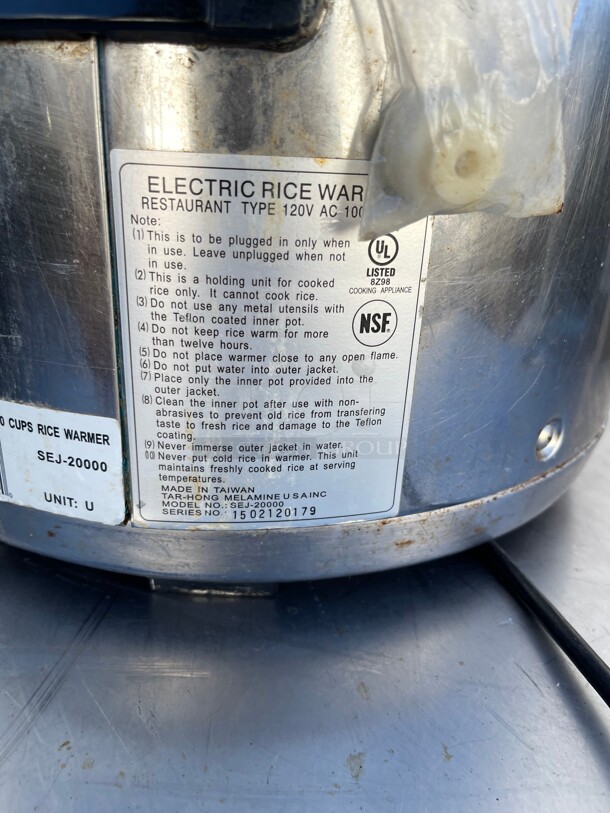 ELECTRIC RICE WAR
RESTAURANT TYPE 120V AC 100
Note:
(1) This is to be plugged in only when
in use. Leave unplugged when not
in use.
(2) This is a holding unit for cooked
rice only. It cannot cook rice.
(3) Do not use any metal utensils with
the Teflon coated inner pot.
(4) Do not keep rice warm for more
than twelve hours.
(5) Do not place warmer close to any open flame.
(6) Do not put water into outer jacket.
(7) Place only the inner pot provided into the
outer jacket.
(8) Clean the inner pot after use with non-
abrasives to prevent old rice from transfering
taste to fresh rice and damage to the Teflon
coating.
(9) Never immerse outer jacket in water.
(10) Never put cold rice in warmer. This unit
maintains freshly cooked rice at serving
temperatures.
MADE IN TAIWAN
TAR-HONG MELAMINE U S A INC
MODEL NO.: SEJ-20000
SERIES NO. 1502120179
UL
LISTED
8Z98
COOKING APPLIANCE
NSF
0 CUPS RICE WARMER
SEJ-20000
UNIT: U